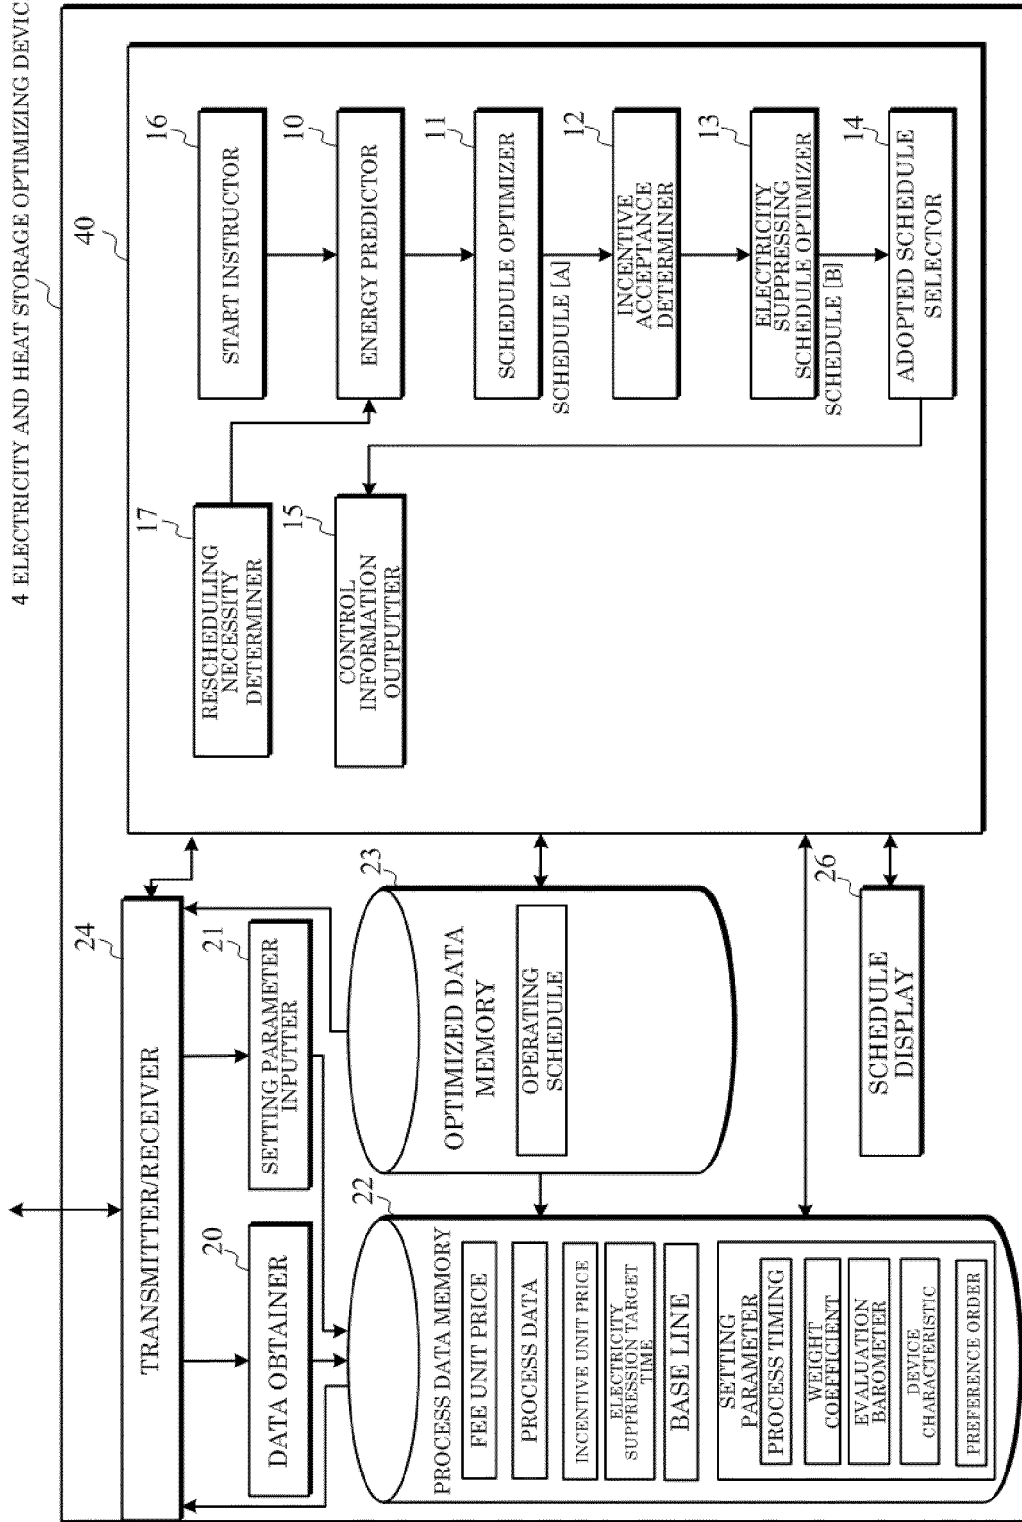 4 ELECTRICITY AND HEAT STORAGE OPTIMIZING DEVIC
24
TRANSMITTER/RECEIVER
20
DATA OBTAINER
21
SETTING PARAMETER
INPUTTER
22
PROCESS DATA MEMORY
FEE UNIT PRICE
PROCESS DATA
INCENTIVE UNIT PRICE
ELECTRICITY
SUPPRESSION TARGET
TIME
BASE LINE
SETTING
PARAMETER
PROCESS TIMING
WEIGHT
COEFFICIENT
EVALUATION
BAROMETER
DEVICE
CHARACTERISTIC
PREFERENCE ORDER
23
OPTIMIZED DATA
MEMORY
OPERATING
SCHEDULE
26
SCHEDULE
DISPLAY
40
17
RESCHEDULING
NECESSITY
DETERMINER
15
CONTROL
INFORMATION
OUTPUTTER
16
START INSTRUCTOR
10
ENERGY PREDICTOR
11
SCHEDULE OPTIMIZER
SCHEDULE [A]
12
INCENTIVE
ACCEPTANCE
DETERMINER
13
ELECTRICITY
SUPPRESSING
SCHEDULE OPTIMIZER
SCHEDULE [B]
14
ADOPTED SCHEDULE
SELECTOR